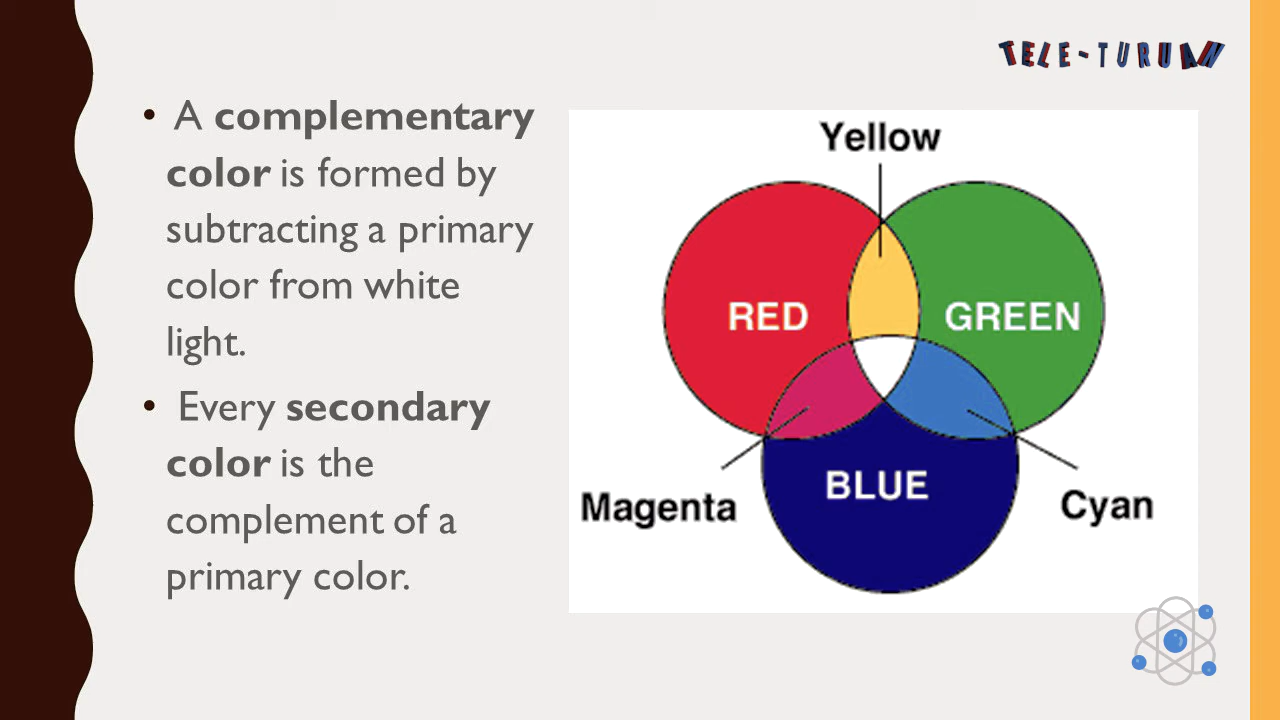 TELE-TURUAN
• A complementary
color is formed by
subtracting a primary
color from white
light.
• Every secondary
color is the
complement of a
primary color.
Yellow
RED
GREEN
BLUE
Magenta
Cyan